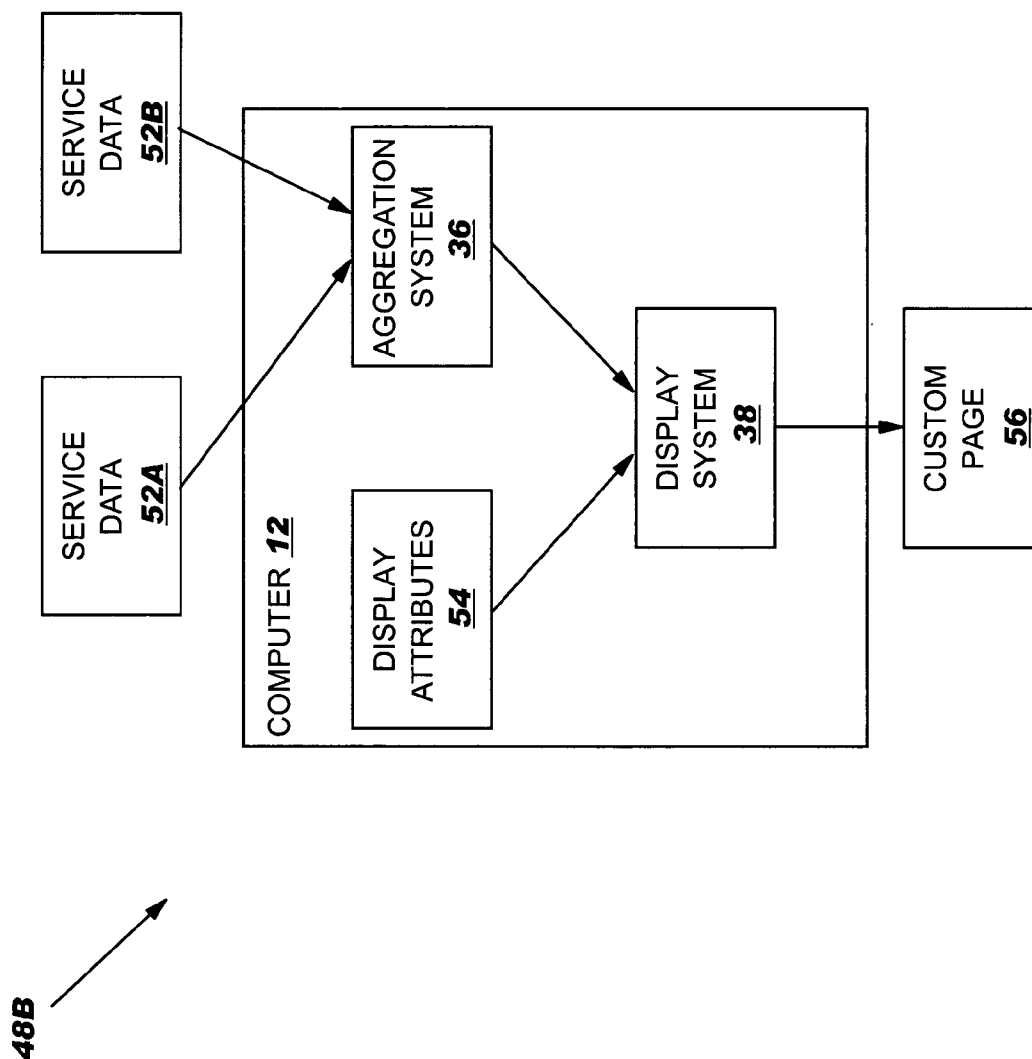 48B
SERVICE
DATA
52A
SERVICE
DATA
52B
COMPUTER 12
DISPLAY
ATTRIBUTES
54
AGGREGATION
SYSTEM
36
DISPLAY
SYSTEM
38
CUSTOM
PAGE
56